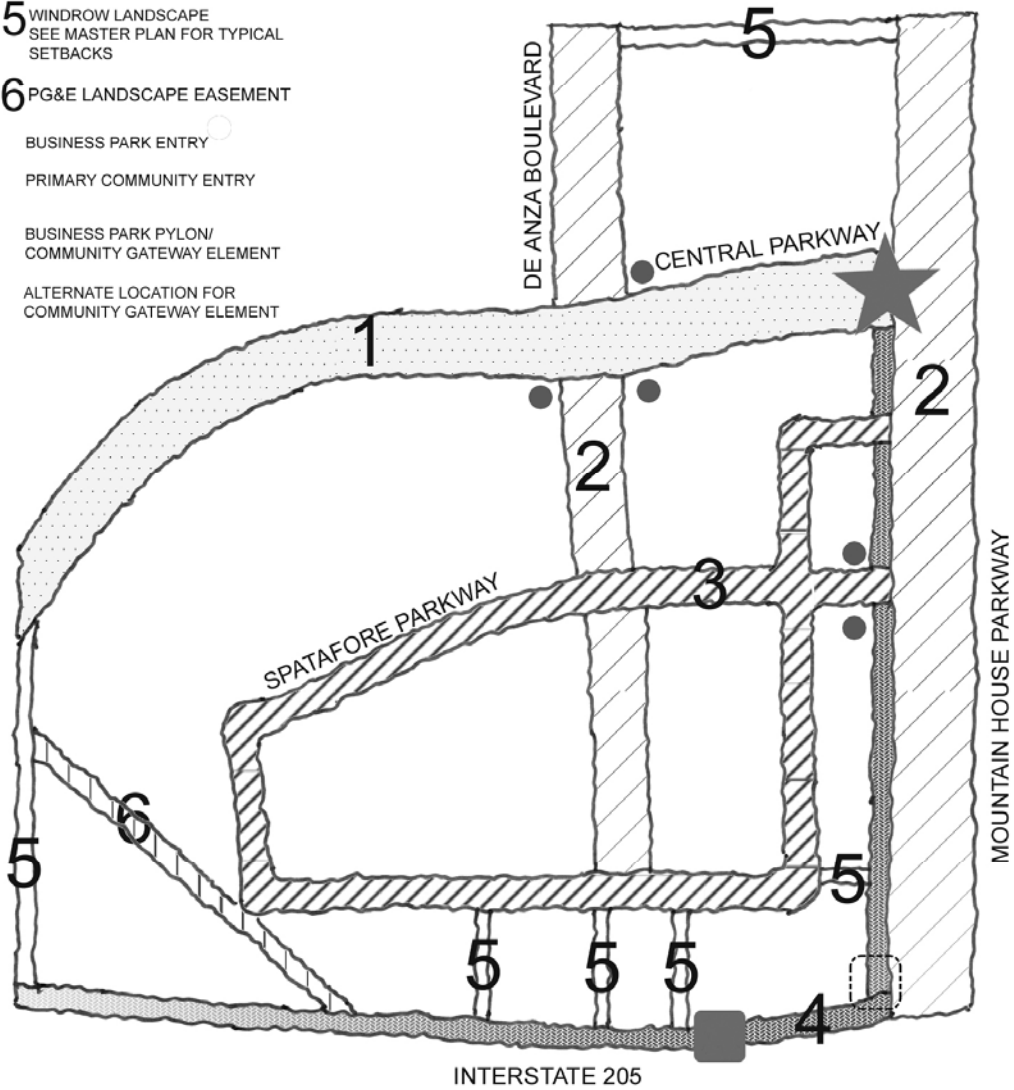 5 WINDROW LANDSCAPE
SEE MASTER PLAN FOR TYPICAL
SETBACKS
6 PG&E LANDSCAPE EASEMENT
BUSINESS PARK ENTRY
PRIMARY COMMUNITY ENTRY
BUSINESS PARK PYLON/
COMMUNITY GATEWAY ELEMENT
ALTERNATE LOCATION FOR
COMMUNITY GATEWAY ELEMENT
5
DE ANZA BOULEVARD
CENTRAL PARKWAY
1
2
2
3
SPATAFORE PARKWAY
MOUNTAIN HOUSE PARKWAY
6
5
5
5
5
5
4
INTERSTATE 205